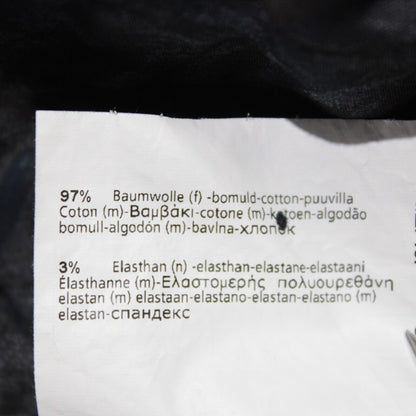 97% Baumwolle (f) -bomuld-cotton-puuvilla
Coton (m)-Βαμβάκι-cotone (m)-katoen-algodão
bomull-algodón (m)-bavlna-хлопок
3% Elasthan (n) -elasthan-elastane-elastaani
Élasthanne (m)-Ελαστομερής πολυουρεθάνη
elastan (m) elastaan-elastano-elastan-elastano (m)
elastan-спандекс